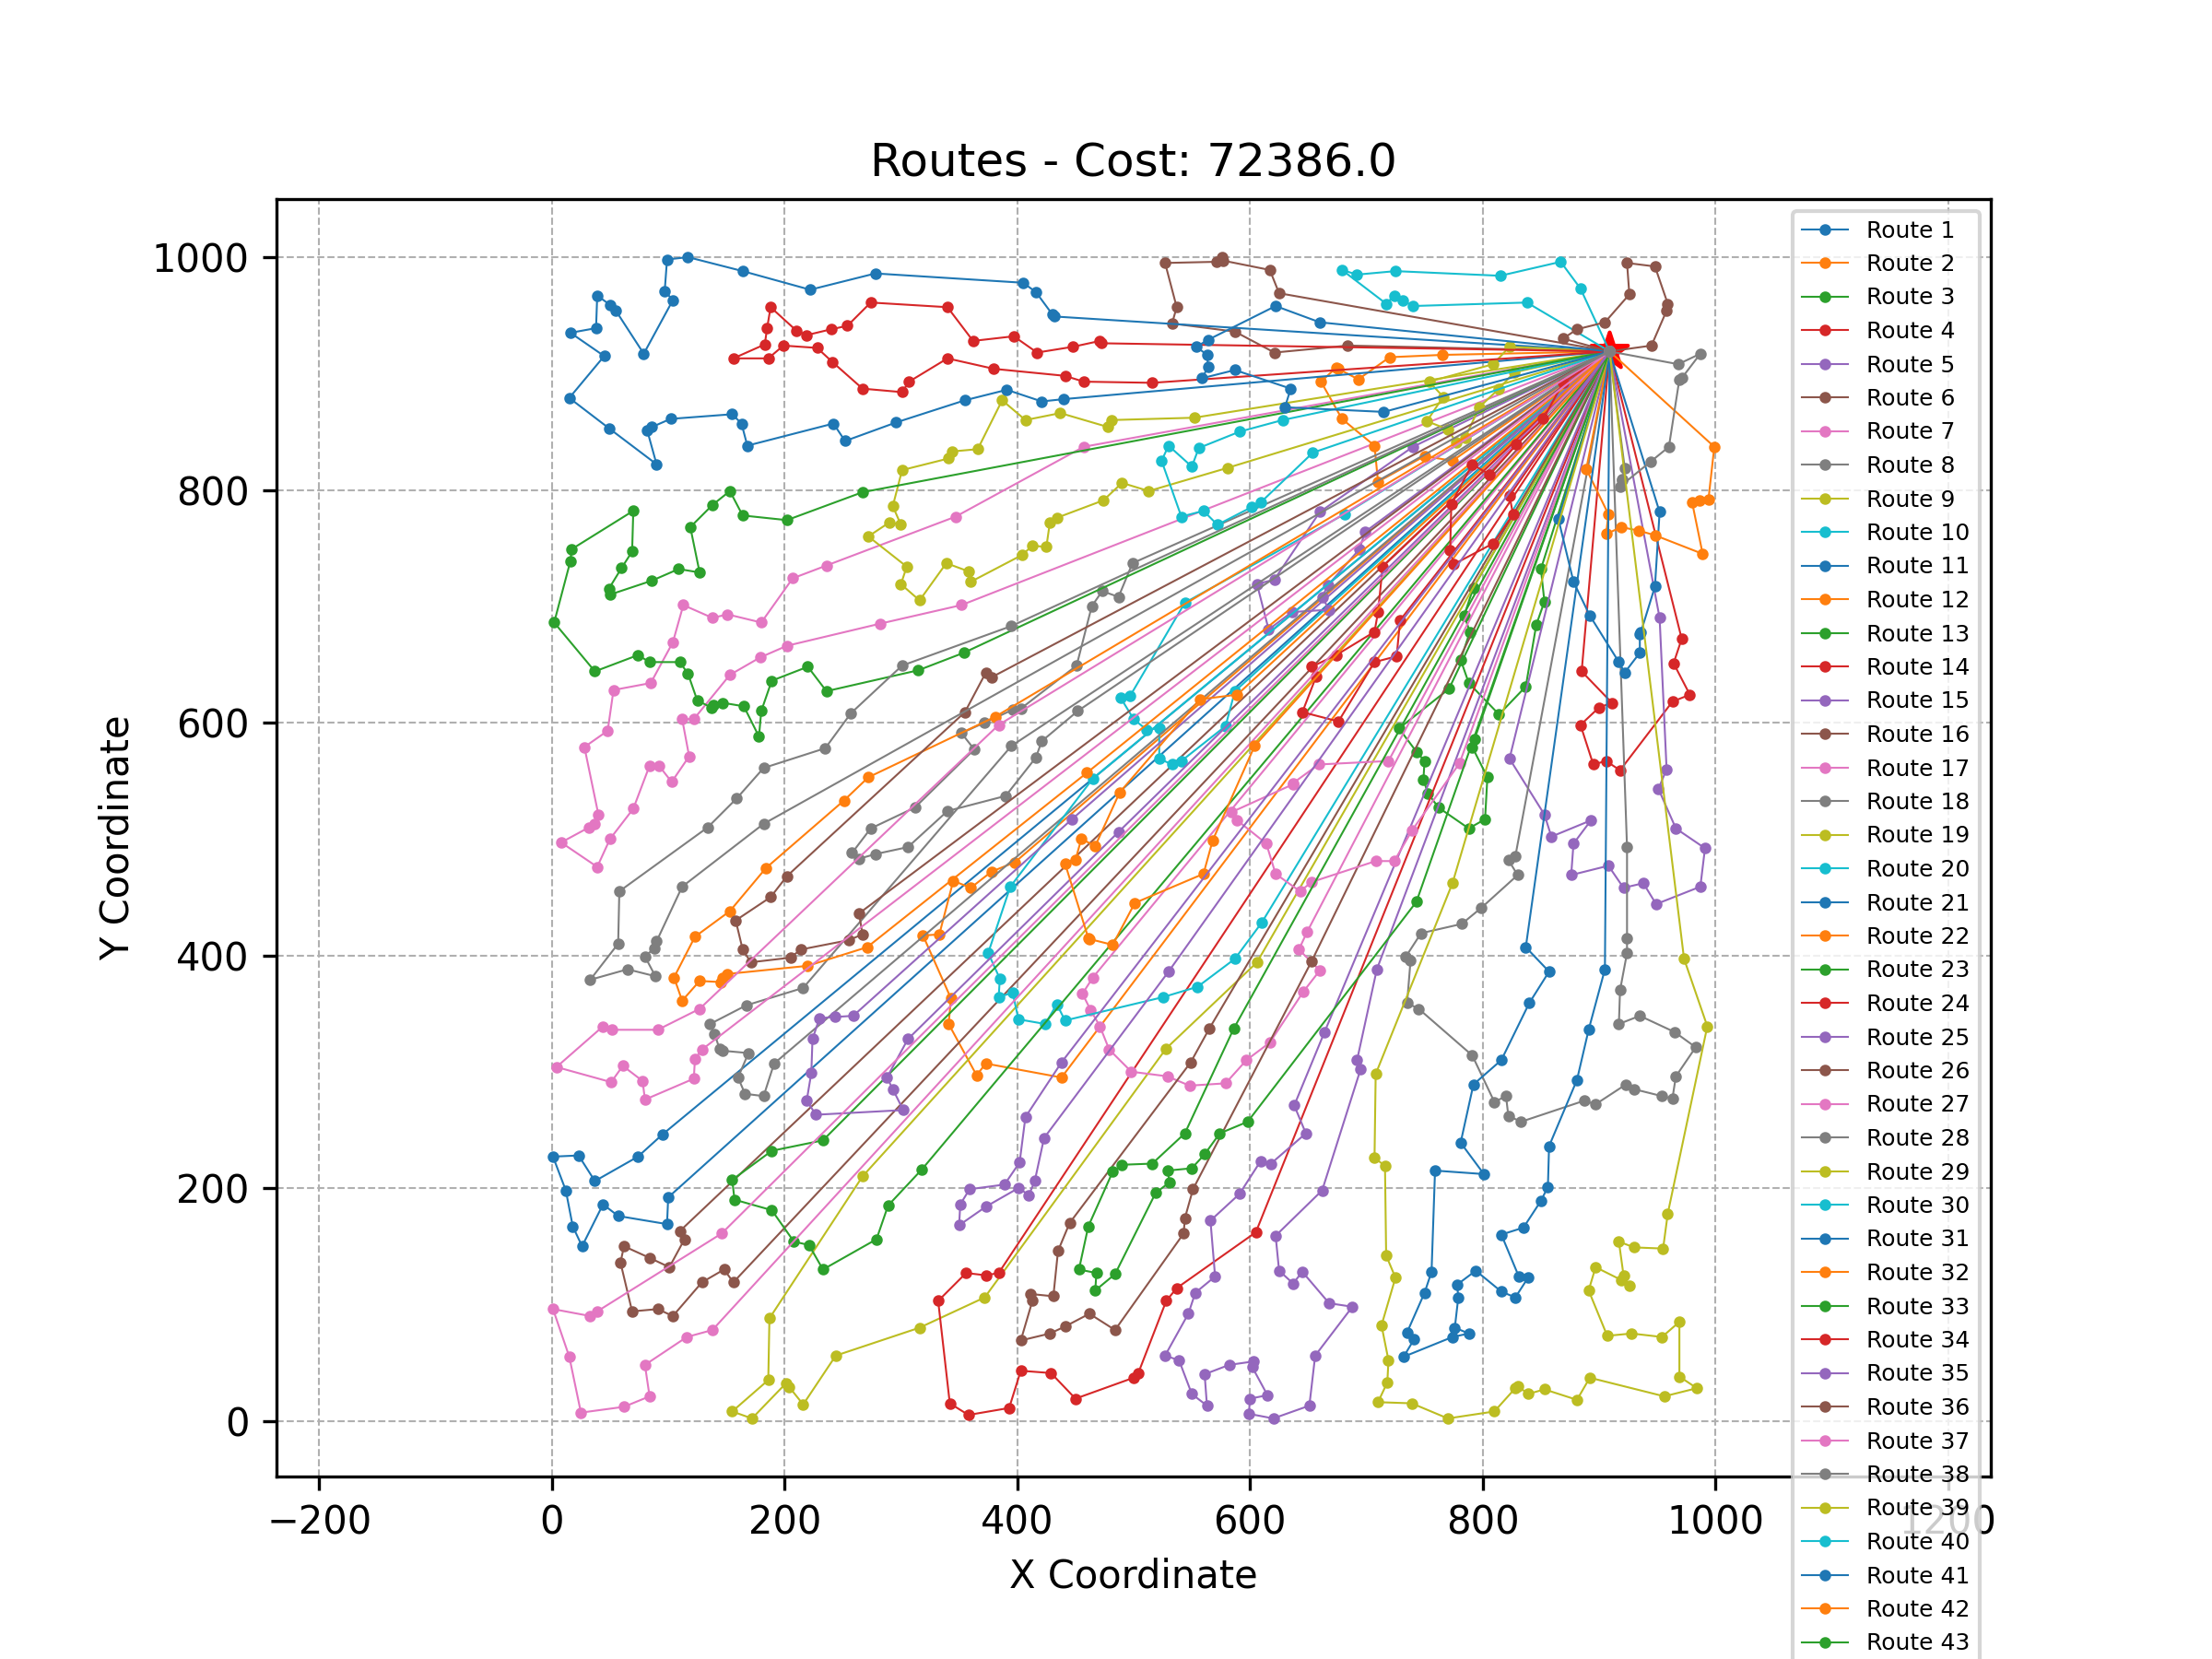 Routes - Cost: 72386.0
Y Coordinate
1000
800
600
400
200
0
−200
0
200
400
600
800
1000
1200
X Coordinate
Route 1
Route 2
Route 3
Route 4
Route 5
Route 6
Route 7
Route 8
Route 9
Route 10
Route 11
Route 12
Route 13
Route 14
Route 15
Route 16
Route 17
Route 18
Route 19
Route 20
Route 21
Route 22
Route 23
Route 24
Route 25
Route 26
Route 27
Route 28
Route 29
Route 30
Route 31
Route 32
Route 33
Route 34
Route 35
Route 36
Route 37
Route 38
Route 39
Route 40
Route 41
Route 42
Route 43